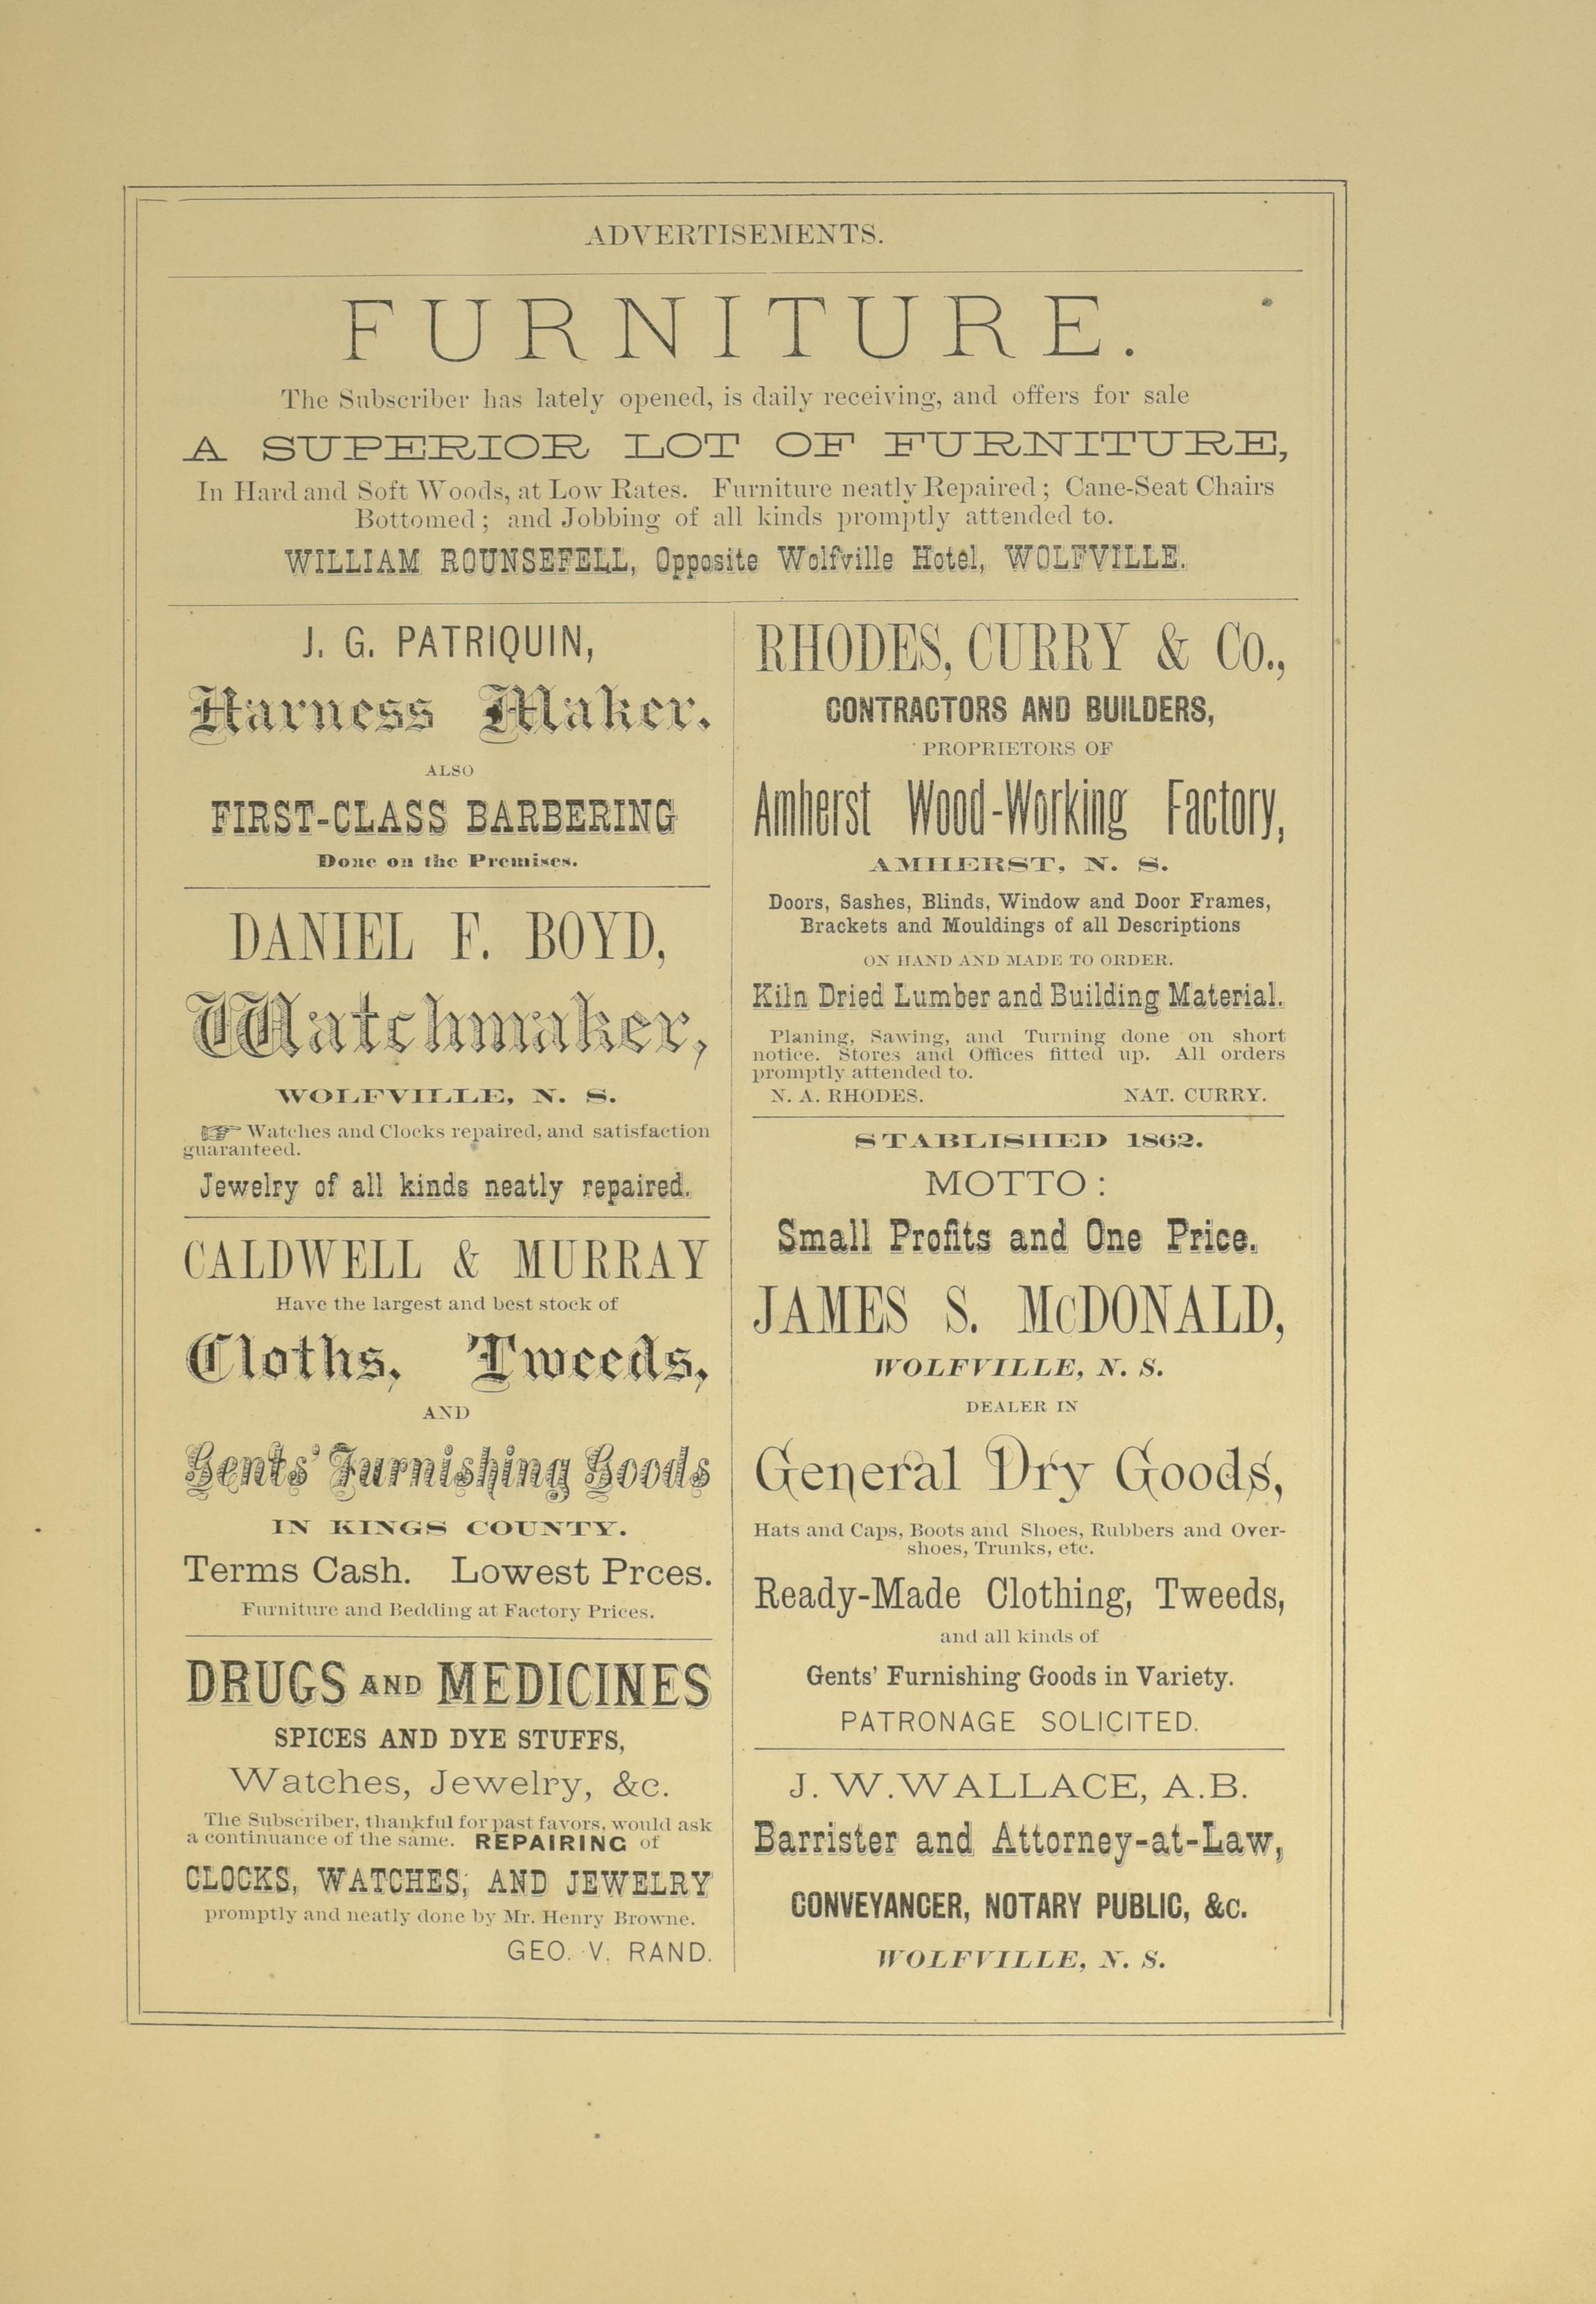 ADVERTISEMENTS.
FURNITURE.
The Subscriber has lately opened, is daily receiving, and offers for sale
A SUPERIOR LOT OF FURNITURE,
In Hard and Soft Woods, at Low Rates. Furniture neatly Repaired; Cane-Seat Chairs
Bottomed; and Jobbing of all kinds promptly attended to.
WILLIAM ROUNSEFELL, Opposite Wolfville Hotel, WOLFVILLE.
J. G. PATRIQUIN,
Harness Maker.
ALSO
FIRST-CLASS BARBERING
Done on the Premises.
DANIEL F. BOYD,
Watchmaker,
WOLFVILLE, N. S.
☞ Watches and Clocks repaired, and satisfaction
guaranteed.
Jewelry of all kinds neatly repaired.
CALDWELL & MURRAY
Have the largest and best stock of
Cloths, Tweeds,
AND
Gents' Furnishing Goods
IN KINGS COUNTY.
Terms Cash. Lowest Prces.
Furniture and Bedding at Factory Prices.
DRUGS AND MEDICINES
SPICES AND DYE STUFFS,
Watches, Jewelry, &c.
The Subscriber, thankful for past favors, would ask
a continuance of the same. REPAIRING of
CLOCKS, WATCHES; AND JEWELRY
promptly and neatly done by Mr. Henry Browne.
GEO. V. RAND.
RHODES, CURRY & Co.,
CONTRACTORS AND BUILDERS,
PROPRIETORS OF
Amherst Wood-Working Factory,
AMHERST, N. S.
Doors, Sashes, Blinds, Window and Door Frames,
Brackets and Mouldings of all Descriptions
ON HAND AND MADE TO ORDER.
Kiln Dried Lumber and Building Material.
Planing, Sawing, and Turning done on short
notice. Stores and Offices fitted up. All orders
promptly attended to.
N. A. RHODES. NAT. CURRY.
STABLISHED 1862.
MOTTO:
Small Profits and One Price.
JAMES S. McDONALD,
WOLFVILLE, N. S.
DEALER IN
General Dry Goods,
Hats and Caps, Boots and Shoes, Rubbers and Over-
shoes, Trunks, etc.
Ready-Made Clothing, Tweeds,
and all kinds of
Gents' Furnishing Goods in Variety.
PATRONAGE SOLICITED.
J. W. WALLACE, A.B.
Barrister and Attorney-at-Law,
CONVEYANCER, NOTARY PUBLIC, &c.
WOLFVILLE, N. S.